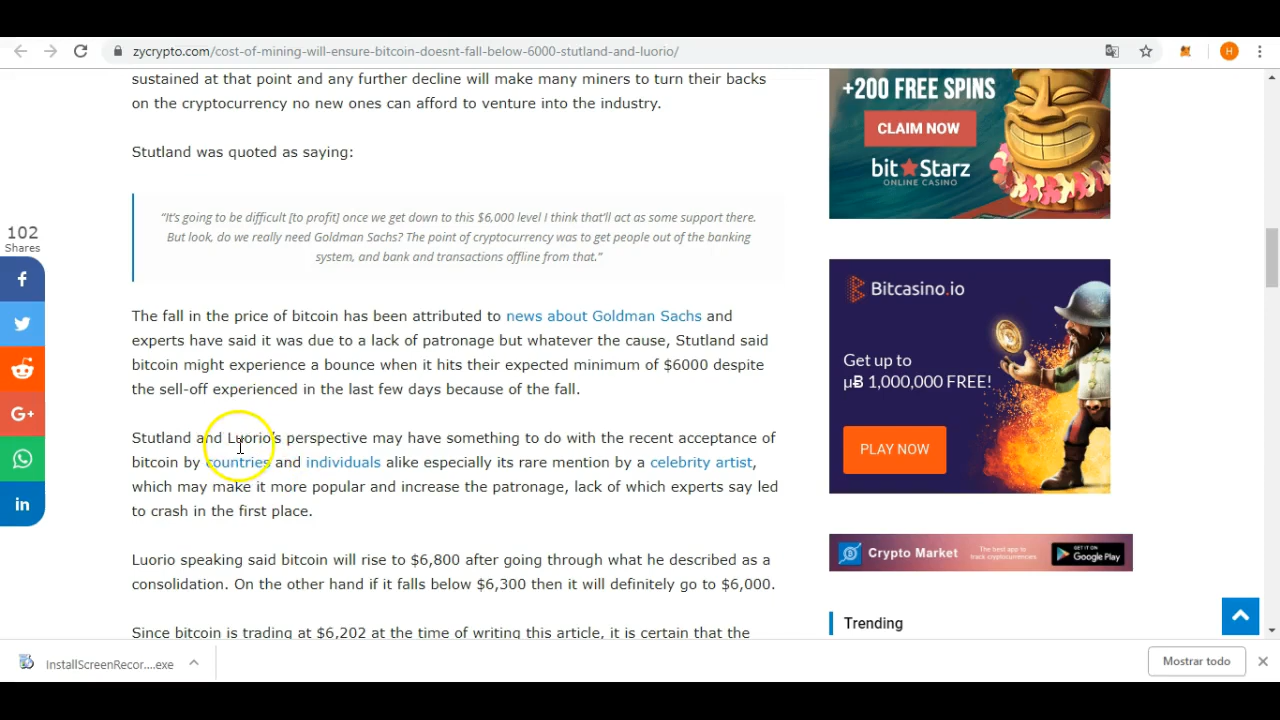 zycrypto.com/cost-of-mining-will-ensure-bitcoin-doesnt-fall-below-6000-stutland-and-luorio/
H
sustained at that point and any further decline will make many miners to turn their backs
on the cryptocurrency no new ones can afford to venture into the industry.
Stutland was quoted as saying:
102
Shares
“It’s going to be difficult [to profit] once we get down to this $6,000 level I think that’ll act as some support there.
But look, do we really need Goldman Sachs? The point of cryptocurrency was to get people out of the banking
system, and bank and transactions offline from that.”
The fall in the price of bitcoin has been attributed to news about Goldman Sachs and
experts have said it was due to a lack of patronage but whatever the cause, Stutland said
bitcoin might experience a bounce when it hits their expected minimum of $6000 despite
the sell-off experienced in the last few days because of the fall.
Stutland and Luorio’s perspective may have something to do with the recent acceptance of
bitcoin by countries and individuals alike especially its rare mention by a celebrity artist,
which may make it more popular and increase the patronage, lack of which experts say led
to crash in the first place.
Luorio speaking said bitcoin will rise to $6,800 after going through what he described as a
consolidation. On the other hand if it falls below $6,300 then it will definitely go to $6,000.
Since bitcoin is trading at $6,202 at the time of writing this article, it is certain that the
f
G+
in
+200 FREE SPINS
CLAIM NOW
bit★Starz
ONLINE CASINO
Bitcasino.io
Get up to
µɃ 1,000,000 FREE!
PLAY NOW
Crypto Market
The best app to
track cryptocurrencies.
GET IT ON
Google Play
Trending
InstallScreenRecor....exe
Mostrar todo